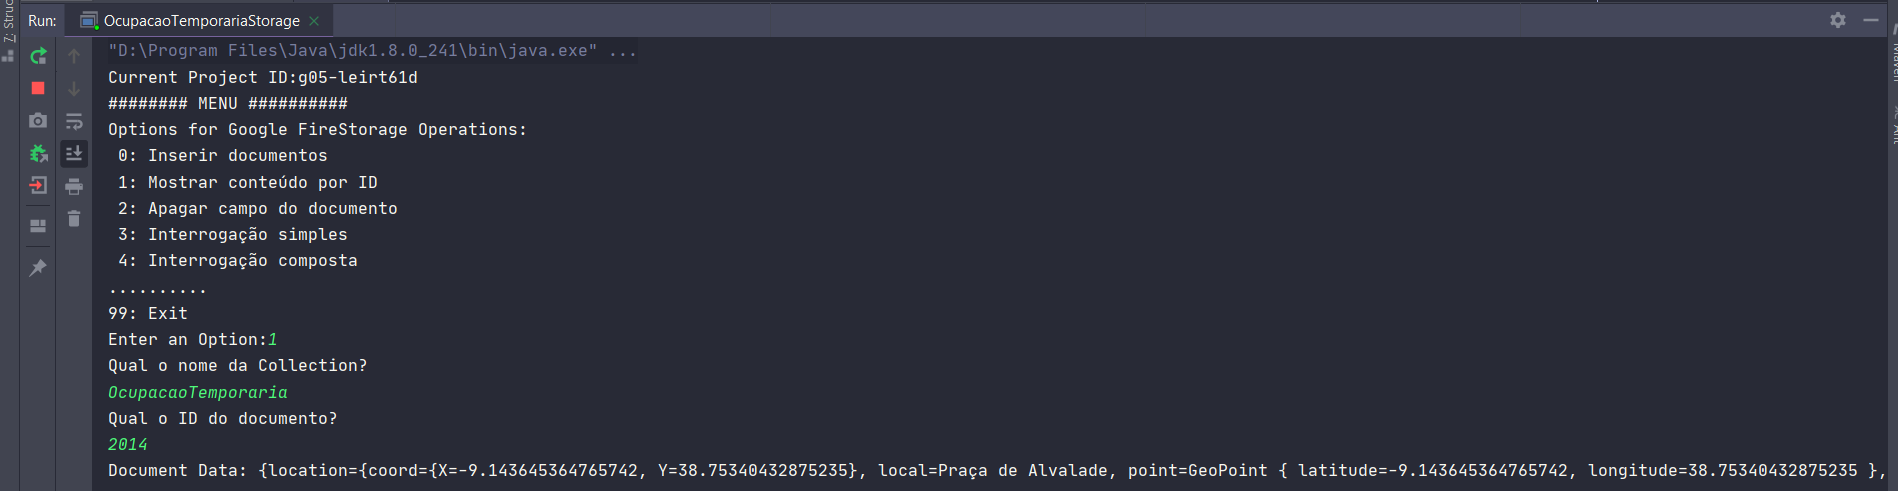 Run: OcupacaoTemporariaStorage
Z: Struc
"D:\Program Files\Java\jdk1.8.0_241\bin\java.exe" ...
Current Project ID:g05-leirt61d
######## MENU ##########
Options for Google FireStorage Operations:
0: Inserir documentos
1: Mostrar conteúdo por ID
2: Apagar campo do documento
3: Interrogação simples
4: Interrogação composta
..........
99: Exit
Enter an Option:1
Qual o nome da Collection?
OcupacaoTemporaria
Qual o ID do documento?
2014
Document Data: {location={coord={X=-9.143645364765742, Y=38.75340432875235}, local=Praça de Alvalade, point=GeoPoint { latitude=-9.143645364765742, longitude=38.75340432875235 },
Maven
Ant